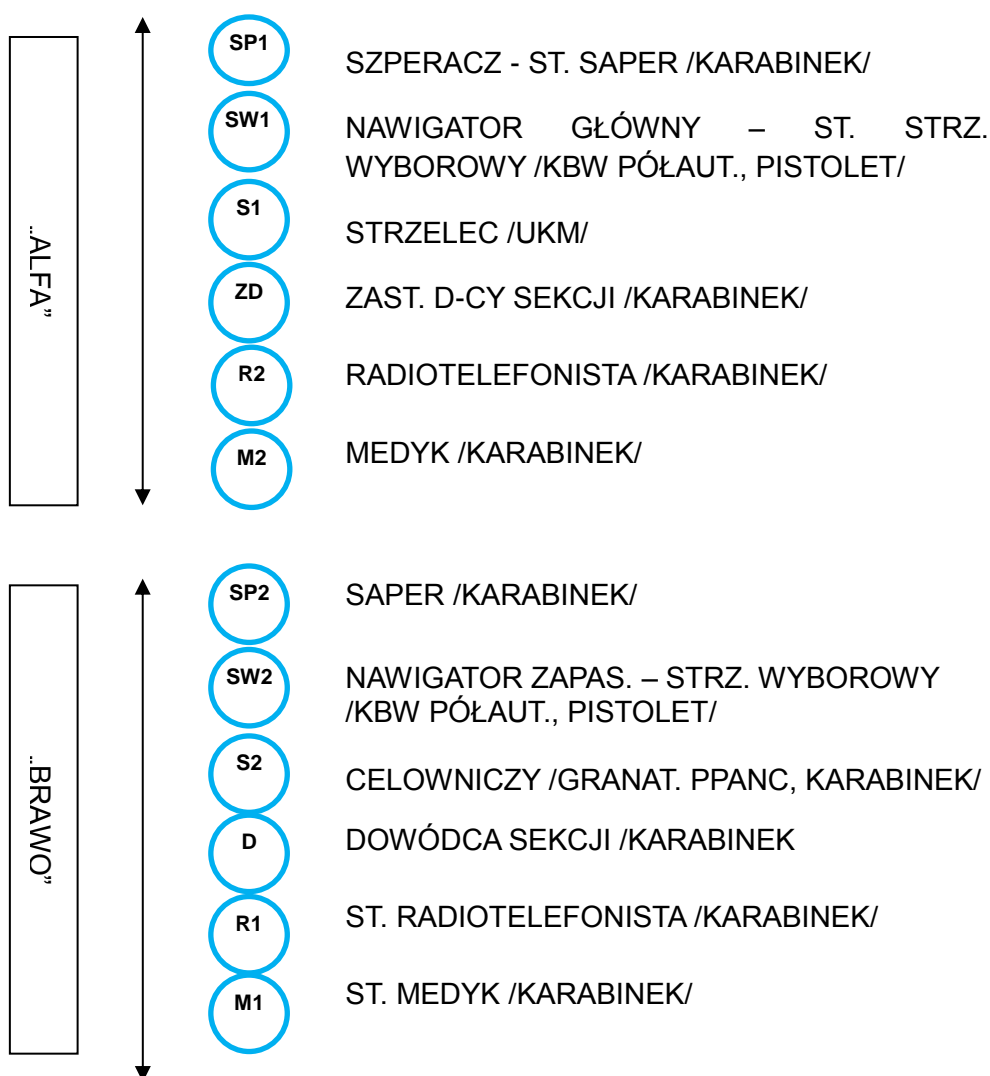 „ALFA”
SP1
SZPERACZ - ST. SAPER /KARABINEK/
SW1
NAWIGATOR GŁÓWNY – ST. STRZ.
WYBOROWY /KBW PÓŁAUT., PISTOLET/
S1
STRZELEC /UKM/
ZD
ZAST. D-CY SEKCJI /KARABINEK/
R2
RADIOTELEFONISTA /KARABINEK/
M2
MEDYK /KARABINEK/
„BRAWO”
SP2
SAPER /KARABINEK/
SW2
NAWIGATOR ZAPAS. – STRZ. WYBOROWY
/KBW PÓŁAUT., PISTOLET/
S2
CELOWNICZY /GRANAT. PPANC, KARABINEK/
D
DOWÓDCA SEKCJI /KARABINEK
R1
ST. RADIOTELEFONISTA /KARABINEK/
M1
ST. MEDYK /KARABINEK/